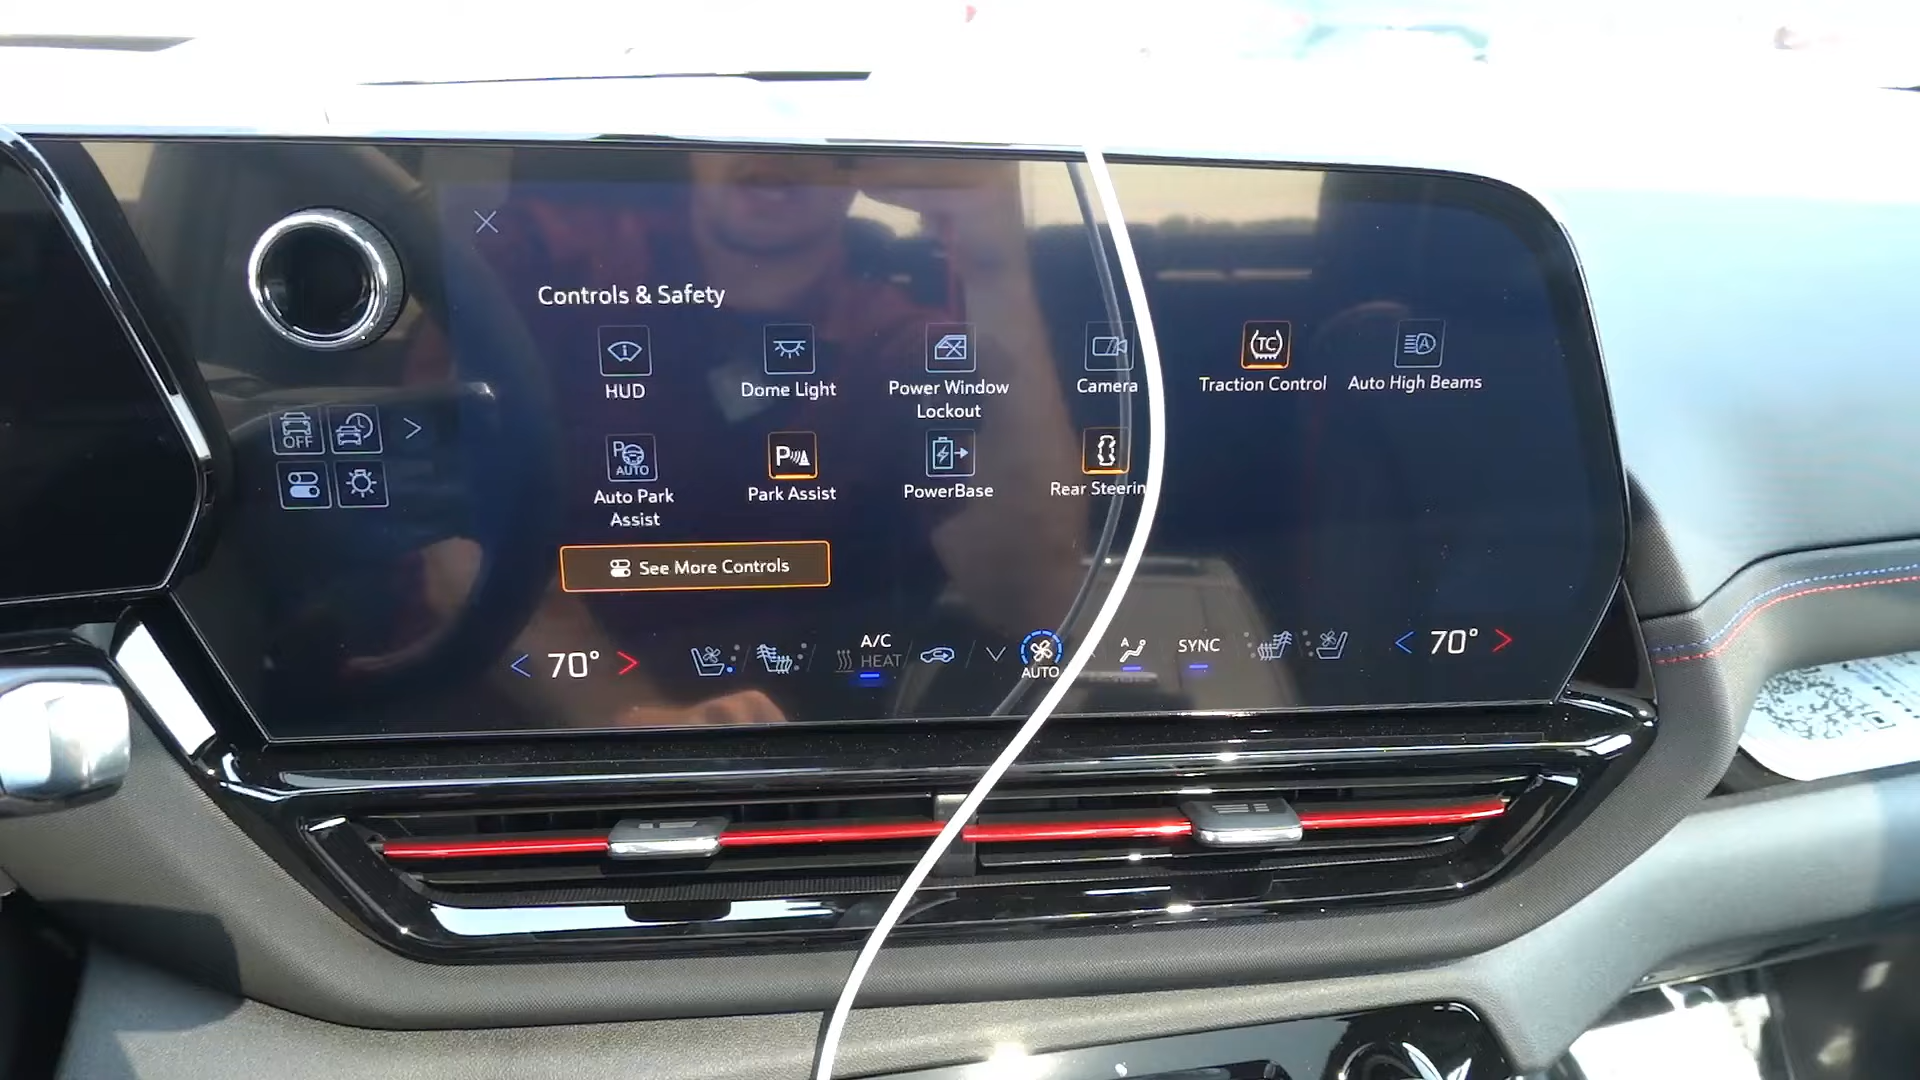 Controls & Safety
HUD
Dome Light
Power Window
Lockout
Camera
TC
Traction Control
A
Auto High Beams
OFF
P
AUTO
Auto Park
Assist
P
Park Assist
PowerBase
Rear Steerin
See More Controls
70°
A/C
HEAT
AUTO
A
SYNC
70°